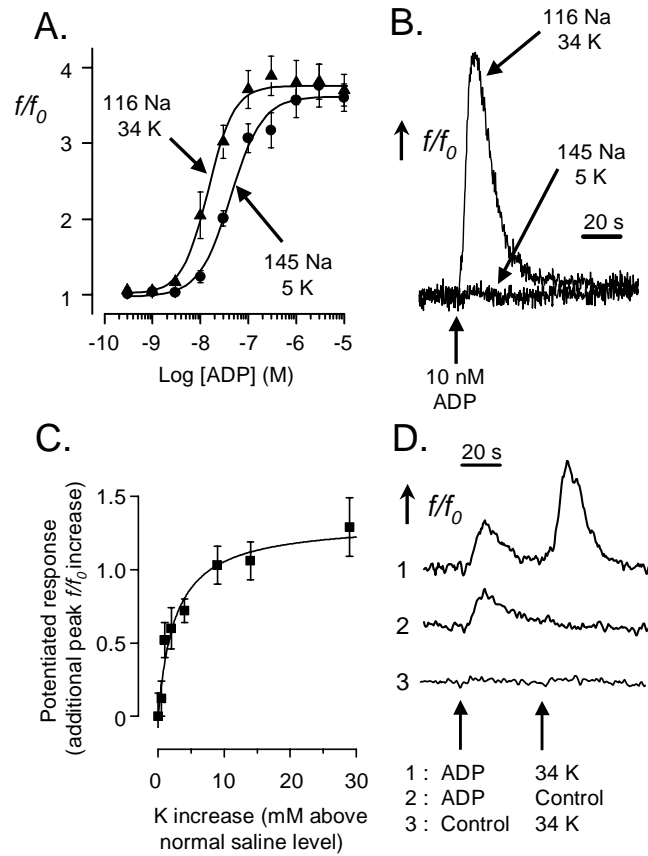 A.
f/f0
4
3
2
1
116 Na
34 K
145 Na
5 K
-10 -9 -8 -7 -6 -5
Log [ADP] (M)
B.
116 Na
34 K
f/f0
145 Na
5 K
20 s
10 nM
ADP
C.
Potentiated response
(additional peak f/f0 increase)
1.5
1.0
0.5
0
0 10 20 30
K increase (mM above
normal saline level)
D.
20 s
f/f0
1
2
3
1 : ADP 34 K
2 : ADP Control
3 : Control 34 K